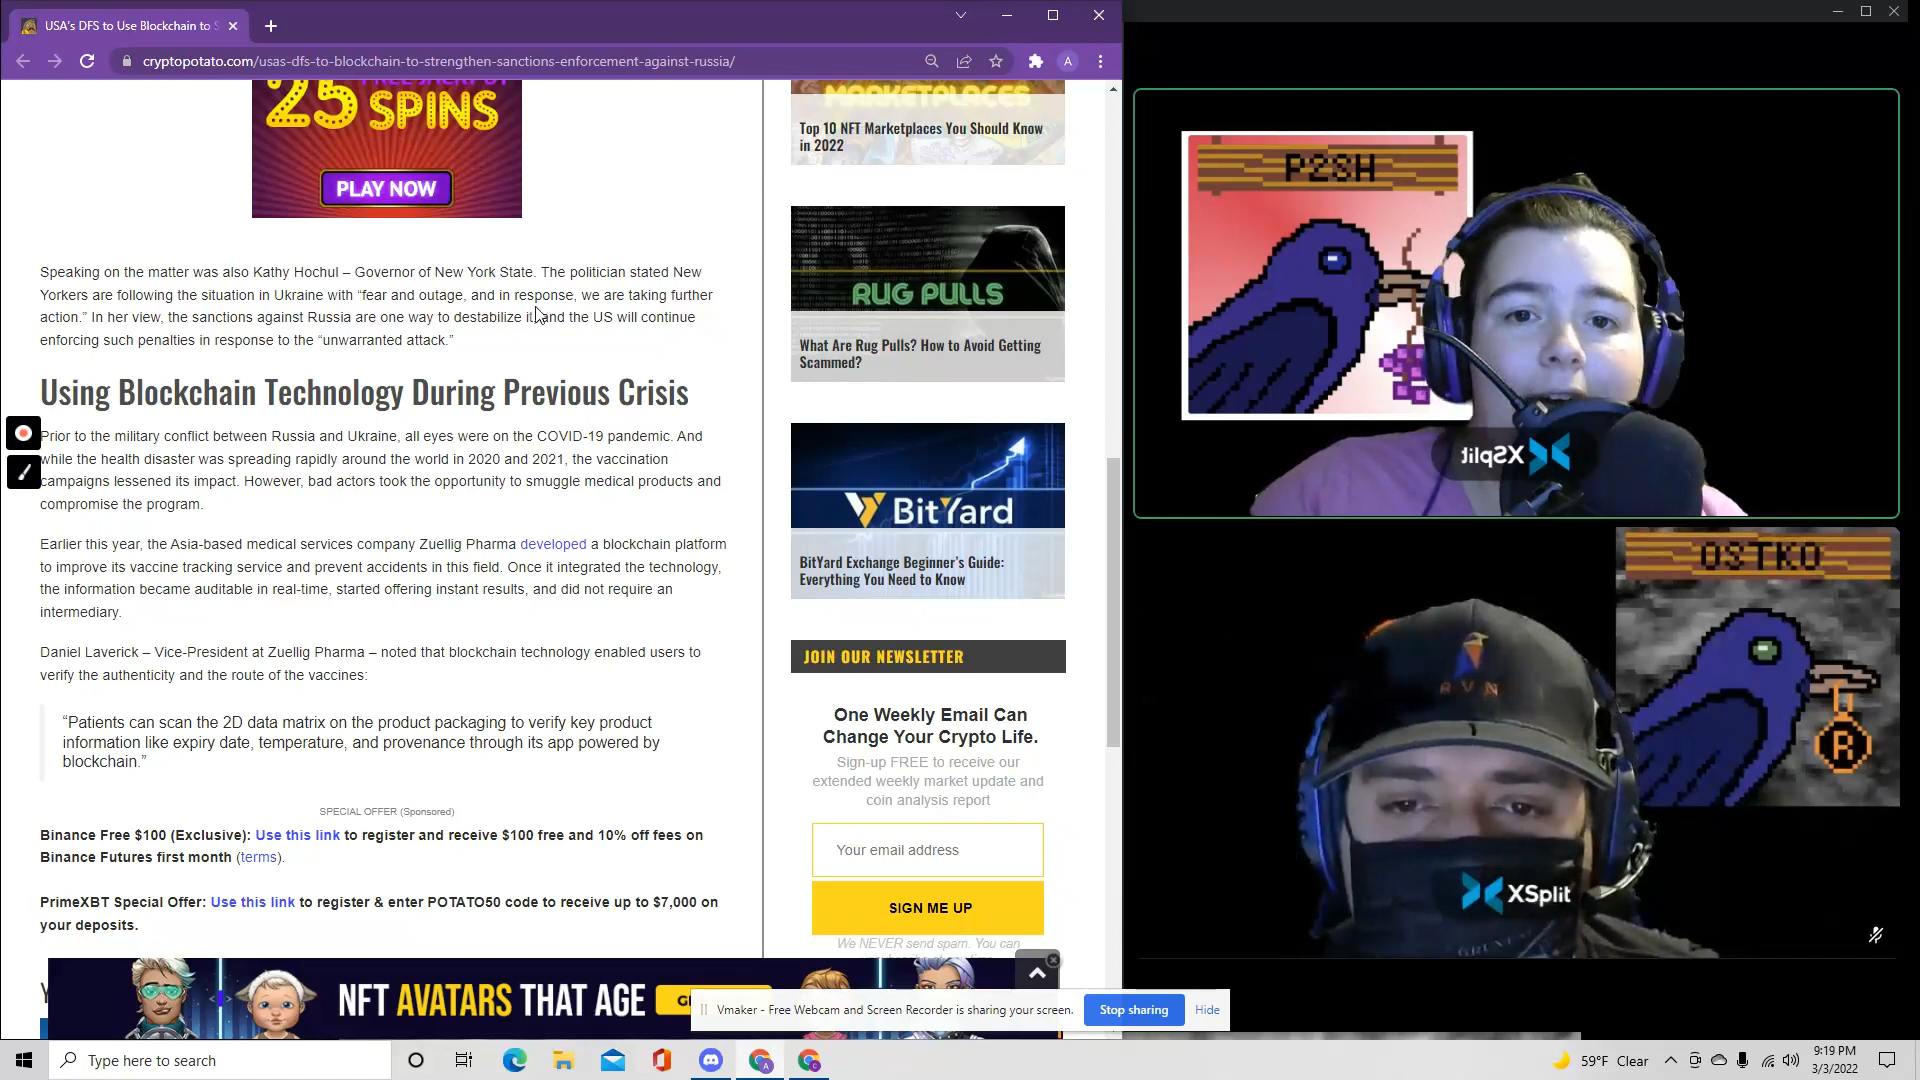 USA's DFS to Use Blockchain to S
cryptopotato.com/usas-dfs-to-blockchain-to-strengthen-sanctions-enforcement-against-russia/
A
25
SPINS
PLAY NOW
Speaking on the matter was also Kathy Hochul – Governor of New York State. The politician stated New
Yorkers are following the situation in Ukraine with “fear and outage, and in response, we are taking further
action.” In her view, the sanctions against Russia are one way to destabilize it, and the US will continue
enforcing such penalties in response to the “unwarranted attack.”
Using Blockchain Technology During Previous Crisis
Prior to the military conflict between Russia and Ukraine, all eyes were on the COVID-19 pandemic. And
while the health disaster was spreading rapidly around the world in 2020 and 2021, the vaccination
campaigns lessened its impact. However, bad actors took the opportunity to smuggle medical products and
compromise the program.
Earlier this year, the Asia-based medical services company Zuellig Pharma developed a blockchain platform
to improve its vaccine tracking service and prevent accidents in this field. Once it integrated the technology,
the information became auditable in real-time, started offering instant results, and did not require an
intermediary.
Daniel Laverick – Vice-President at Zuellig Pharma – noted that blockchain technology enabled users to
verify the authenticity and the route of the vaccines:
“Patients can scan the 2D data matrix on the product packaging to verify key product
information like expiry date, temperature, and provenance through its app powered by
blockchain.”
SPECIAL OFFER (Sponsored)
Binance Free $100 (Exclusive): Use this link to register and receive $100 free and 10% off fees on
Binance Futures first month (terms).
PrimeXBT Special Offer: Use this link to register & enter POTATO50 code to receive up to $7,000 on
your deposits.
MARKETPLACES
Top 10 NFT Marketplaces You Should Know
in 2022
RUG PULLS
What Are Rug Pulls? How to Avoid Getting
Scammed?
BitYard
BitYard Exchange Beginner's Guide:
Everything You Need to Know
JOIN OUR NEWSLETTER
One Weekly Email Can
Change Your Crypto Life.
Sign-up FREE to receive our
extended weekly market update and
coin analysis report
Your email address
SIGN ME UP
We NEVER send spam. You can
NFT AVATARS THAT AGE
Vmaker - Free Webcam and Screen Recorder is sharing your screen.
Stop sharing
Hide
P2SH
XSplit
OSTKO
R
RVN
XSplit
Type here to search
59°F Clear
9:19 PM
3/3/2022